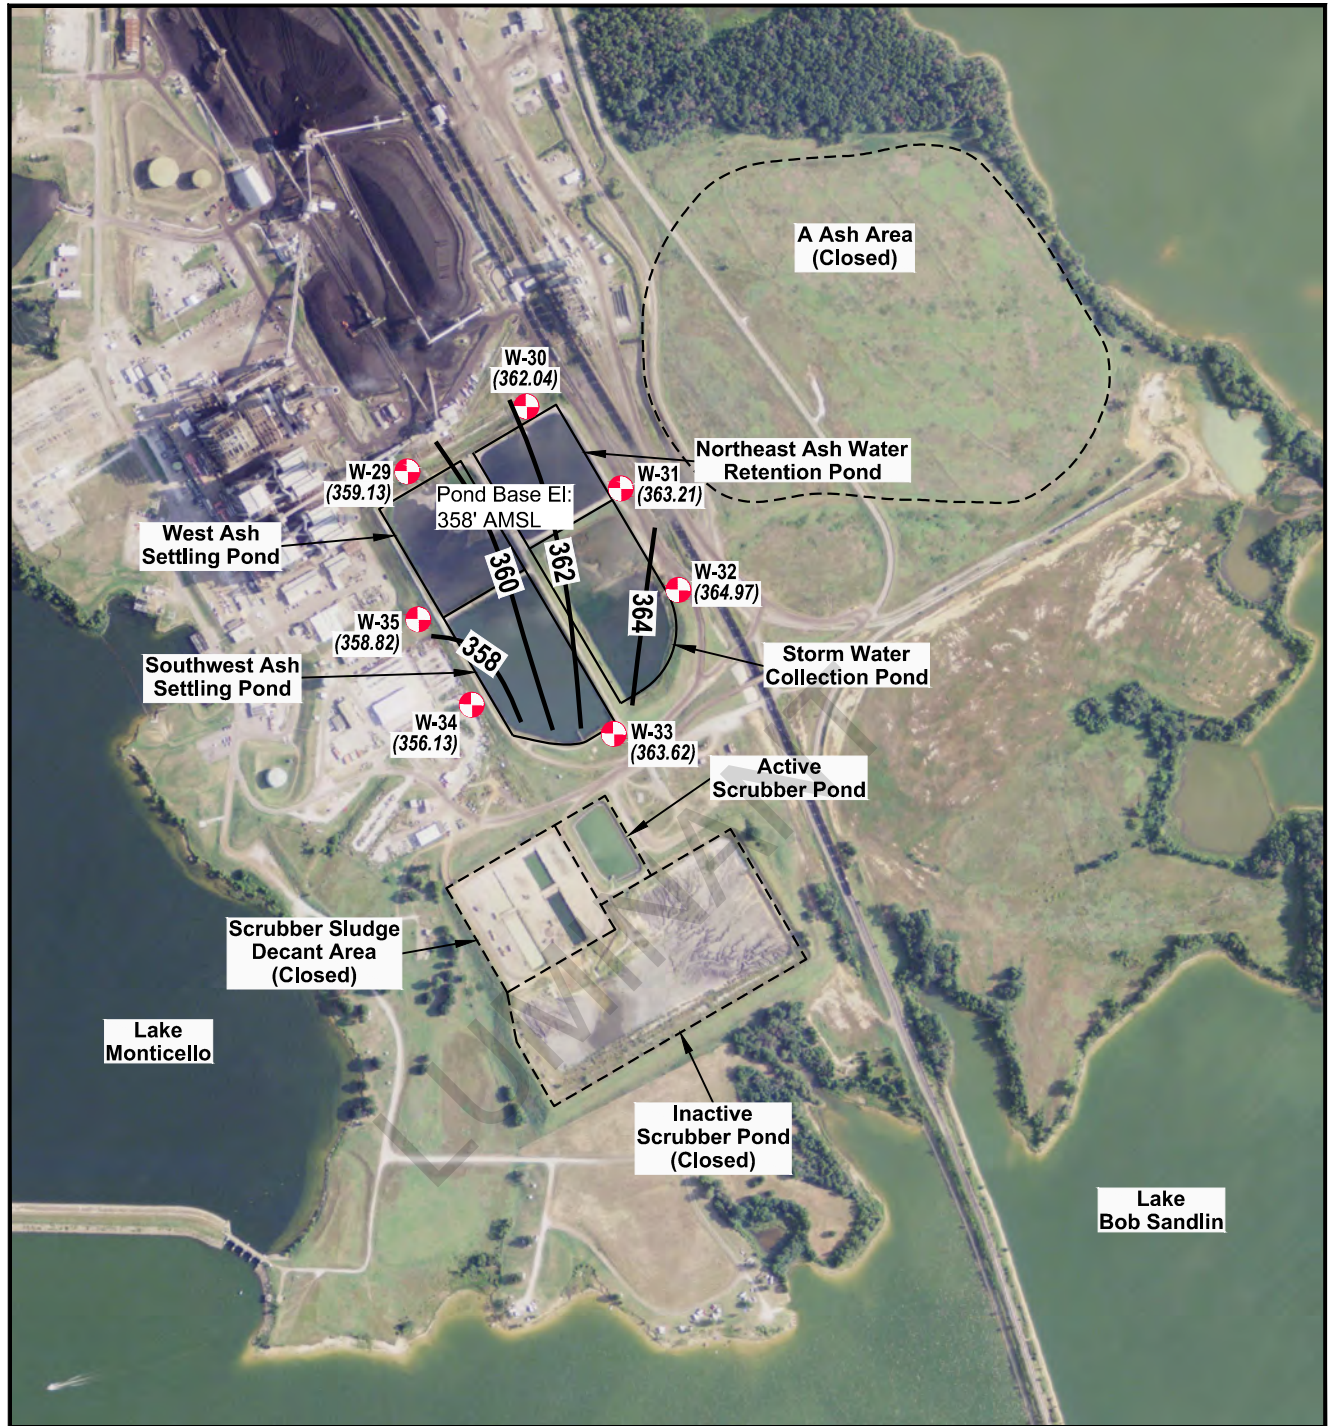 A Ash Area
(Closed)
W-30
(362.04)
Northeast Ash Water
Retention Pond
W-29
(359.13)
W-31
(363.21)
Pond Base El:
358' AMSL
West Ash
Settling Pond
360
362
W-32
(364.97)
364
W-35
(358.82)
358
Southwest Ash
Settling Pond
Storm Water
Collection Pond
W-34
(356.13)
W-33
(363.62)
Active
Scrubber Pond
Scrubber Sludge
Decant Area
(Closed)
Lake
Monticello
LUMINANT
Inactive
Scrubber Pond
(Closed)
Lake
Bob Sandlin